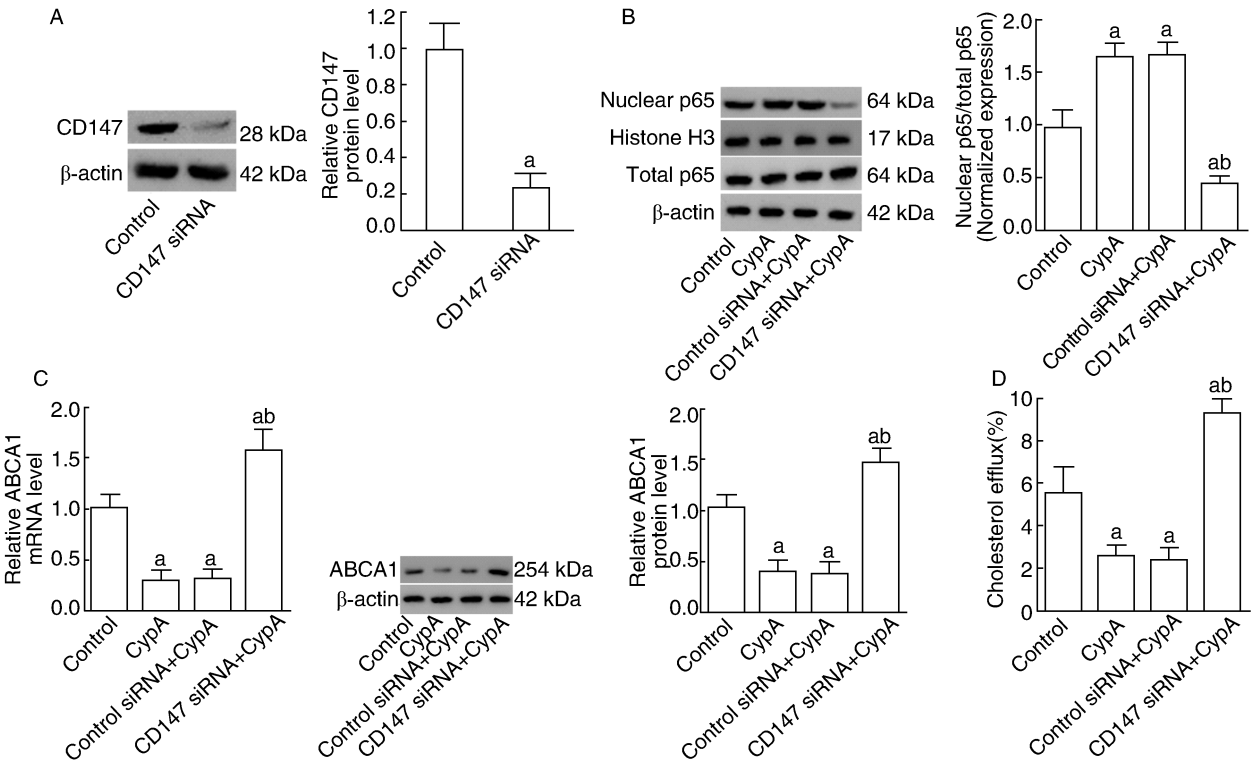 A
CD147
28 kDa
β-actin
42 kDa
Control
CD147 siRNA
Relative CD147
protein level
1.2
1.0
0.8
0.6
0.4
0.2
0.0
a
Control
CD147 siRNA
B
Nuclear p65
64 kDa
Histone H3
17 kDa
Total p65
64 kDa
β-actin
42 kDa
Control
CypA
Control siRNA+CypA
CD147 siRNA+CypA
Nuclear p65/total p65
(Normalized expression)
2.0
1.5
1.0
0.5
0.0
a
a
ab
Control
CypA
Control siRNA+CypA
CD147 siRNA+CypA
C
Relative ABCA1
mRNA level
2.0
1.5
1.0
0.5
0.0
a
a
ab
Control
CypA
Control siRNA+CypA
CD147 siRNA+CypA
ABCA1
254 kDa
β-actin
42 kDa
Control
CypA
Control siRNA+CypA
CD147 siRNA+CypA
Relative ABCA1
protein level
2.0
1.5
1.0
0.5
0.0
a
a
ab
Control
CypA
Control siRNA+CypA
CD147 siRNA+CypA
D
Cholesterol efflux(%)
10
8
6
4
2
0
a
a
ab
Control
CypA
Control siRNA+CypA
CD147 siRNA+CypA